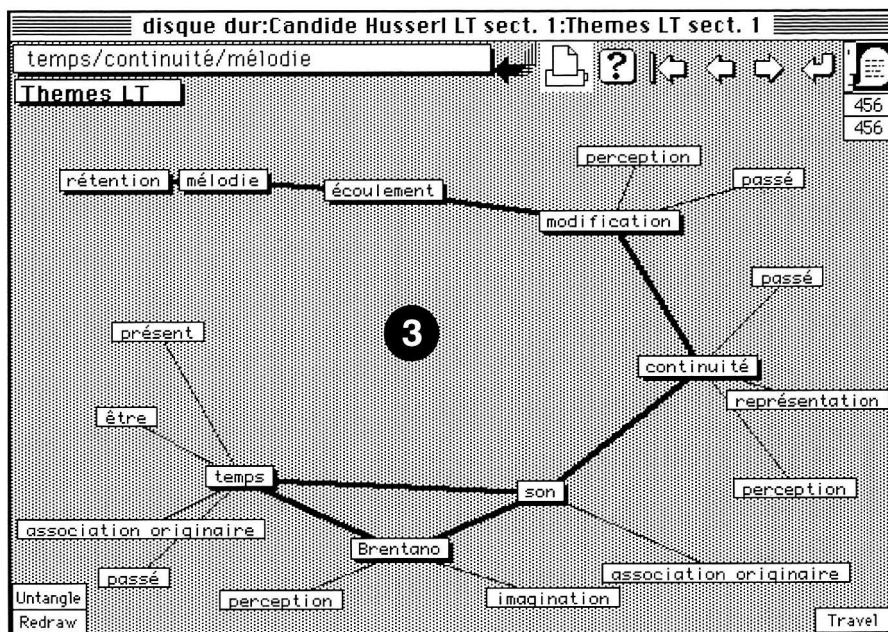 disque dur:Candide Husserl LT sect. 1:Themes LT sect. 1
temps/continuité/mélodie
?
Themes LT
456
456
perception
rétention
mélodie
écoulement
passé
modification
passé
présent
3
continuité
représentation
être
temps
son
perception
association originaire
Brentano
passé
association originaire
perception
imagination
Untangle
Redraw
Travel